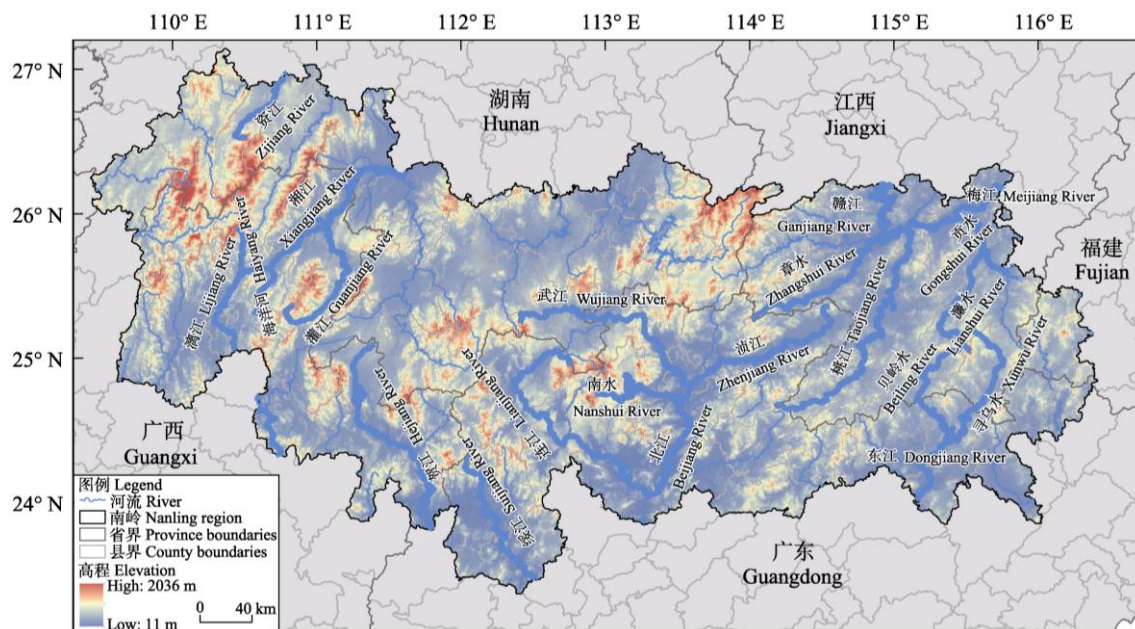 110° E 111° E 112° E 113° E 114° E 115° E 116° E
27° N
26° N
25° N
24° N
湖南
Hunan
江西
Jiangxi
福建
Fujian
广东
Guangdong
广西
Guangxi
资江
Zijiang River
湘江
Xiangjiang River
海洋河 Haiyang River
漓江 Lijiang River
灌江 Guanjiang River
贺江 Hejiang River
连江 Lianjiang River
绥江 Suijiang River
武江 Wujiang River
南水
Nanshui River
北江
Beijiang River
浈江
Zhenjiang River
章水
Zhangshui River
赣江
Ganjiang River
桃江 Taojiang River
梅江 Meijiang River
贡水
Gongshui River
濂水
Lianshui River
贝岭水
Beiling River
寻乌水 Xunwu River
东江 Dongjiang River
图例 Legend
河流 River
南岭 Nanling region
省界 Province boundaries
县界 County boundaries
高程 Elevation
High: 2036 m
Low: 11 m
0 40 km